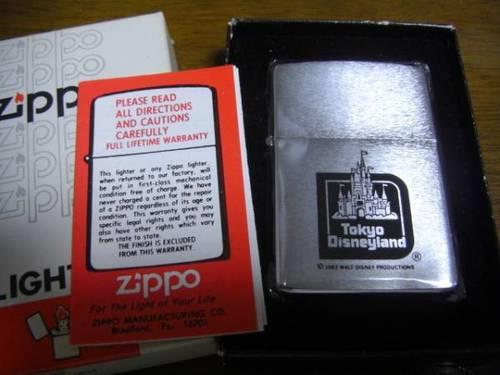 zipp
LIGHT
PLEASE READ
ALL DIRECTIONS
AND CAUTIONS
CAREFULLY
FULL LIFETIME WARRANTY
This lighter or any Zippo lighter,
when returned to our factory, will
be put in first-class mechanical
condition free of charge. We have
never charged a cent for the repair
of a ZIPPO regardless of its age or
condition. This warranty gives you
specific legal rights and you may
also have other rights which vary
from state to state.
THE FINISH IS EXCLUDED
FROM THIS WARRANTY.
zippo
For The Light of Your Life
ZIPPO MANUFACTURING CO.
Bradford, Pa. 16701
Tokyo
Disneyland
®
© 1983 WALT DISNEY PRODUCTIONS